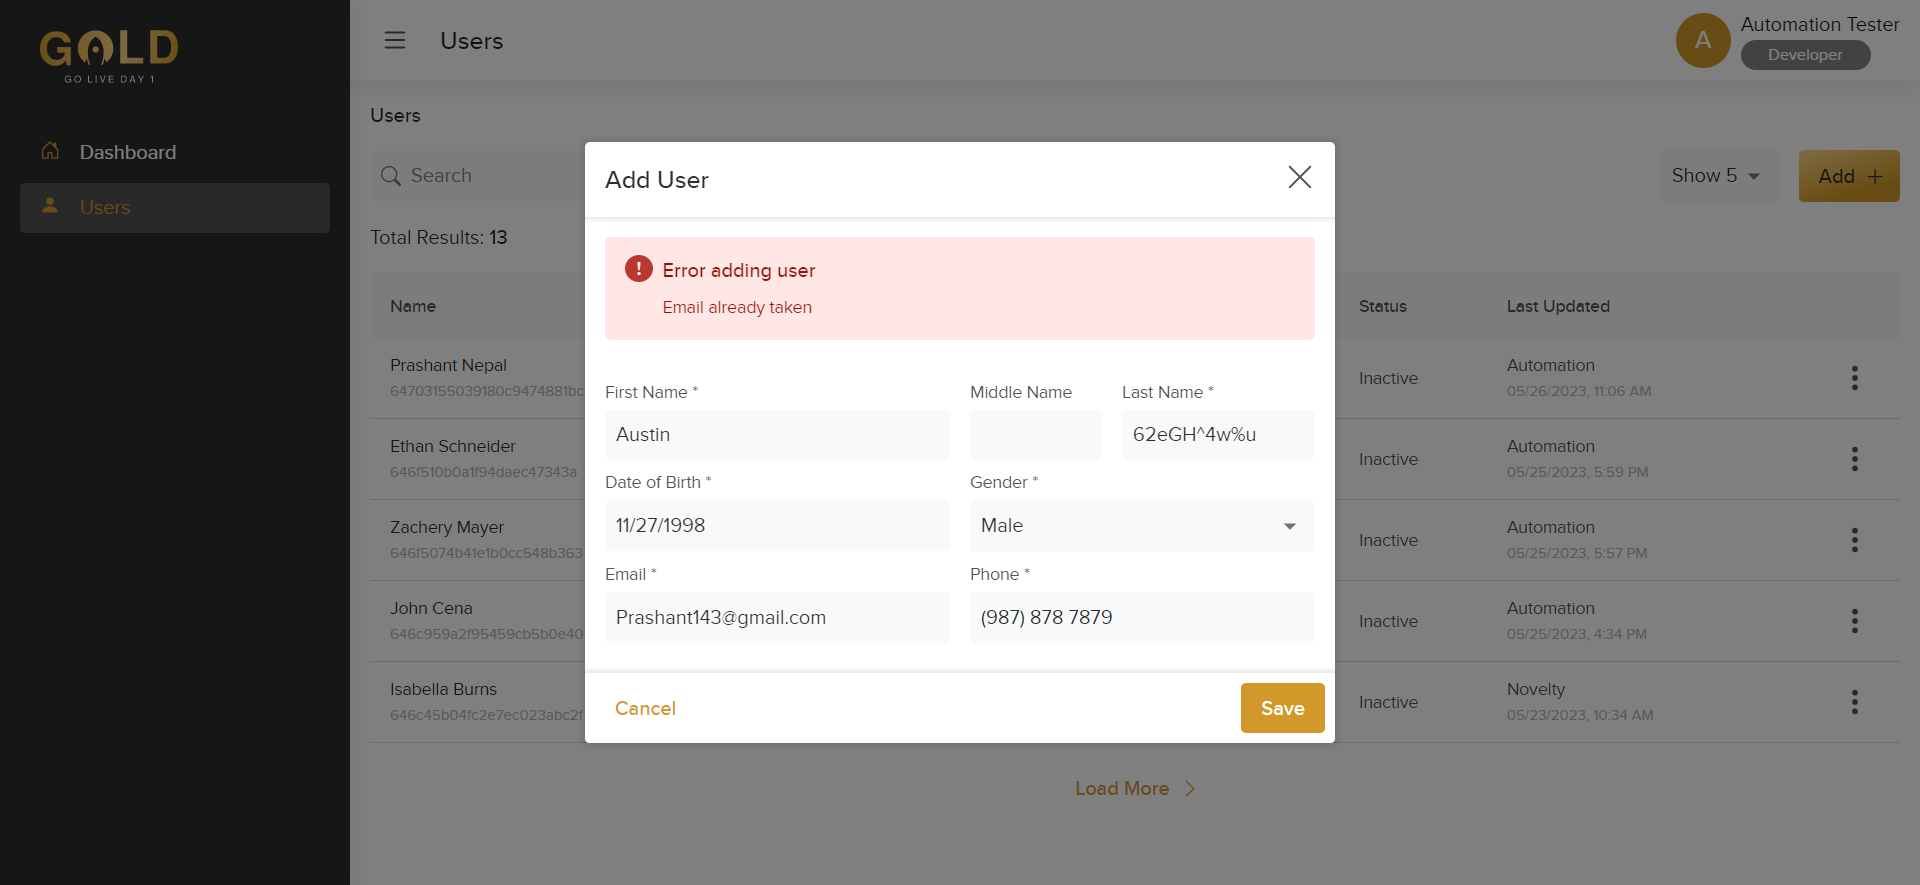 GOLD
GO LIVE DAY 1
Dashboard
Users
Users
A
Automation Tester
Developer
Users
Search
Show 5
Add +
Total Results: 13
Name
Status
Last Updated
Prashant Nepal
64703155039180c9474881bc
Inactive
Automation
05/26/2023, 11:06 AM
Ethan Schneider
646f510b0a1f94daec47343a
Inactive
Automation
05/25/2023, 5:59 PM
Zachery Mayer
646f5074b41e1b0cc548b363
Inactive
Automation
05/25/2023, 5:57 PM
John Cena
646c959a2f95459cb5b0e40
Inactive
Automation
05/25/2023, 4:34 PM
Isabella Burns
646c45b04fc2e7ec023abc2f
Inactive
Novelty
05/23/2023, 10:34 AM
Load More
Add User
Error adding user
Email already taken
First Name *
Middle Name
Last Name *
Austin
62eGH^4w%u
Date of Birth *
Gender *
11/27/1998
Male
Email *
Phone *
Prashant143@gmail.com
(987) 878 7879
Cancel
Save